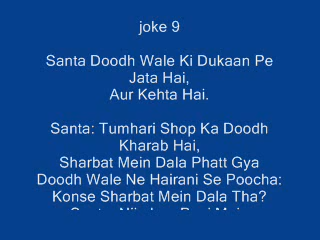 joke 9
Santa Doodh Wale Ki Dukaan Pe
Jata Hai,
Aur Kehta Hai.
Santa: Tumhari Shop Ka Doodh
Kharab Hai,
Sharbat Mein Dala Phatt Gya
Doodh Wale Ne Hairani Se Poocha:
Konse Sharbat Mein Dala Tha?